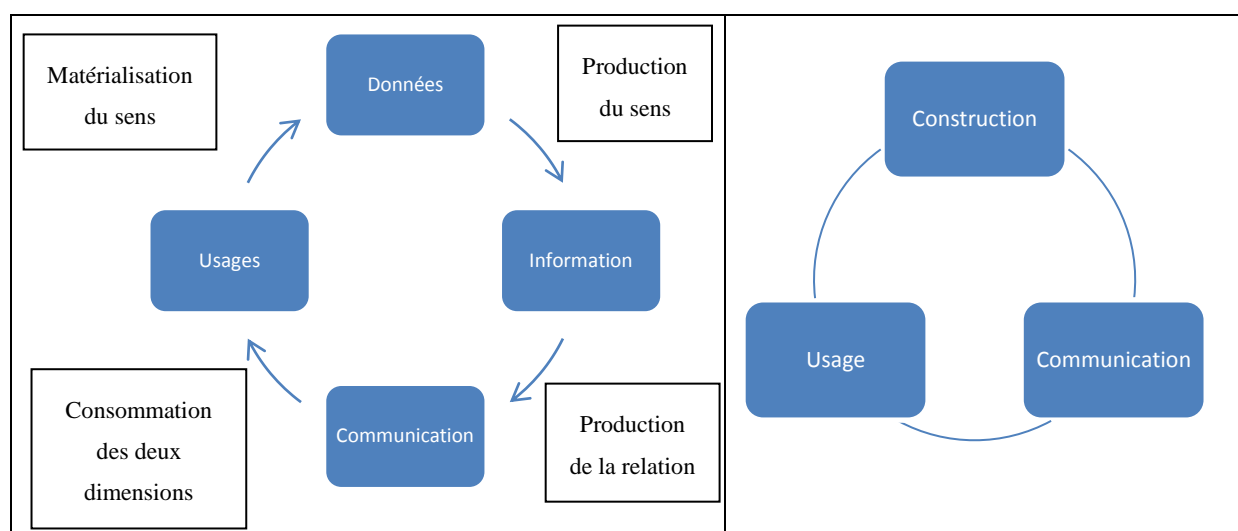 Matérialisation
du sens
Données
Production
du sens
Usages
Information
Consommation
des deux
dimensions
Communication
Production
de la relation
Construction
Usage
Communication